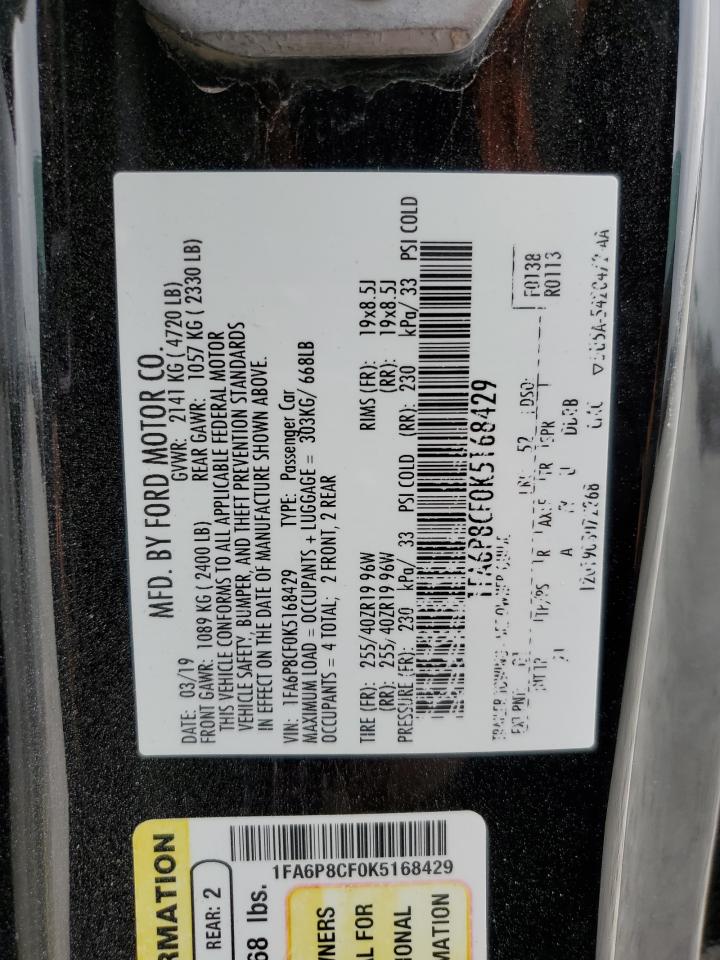 MFD. BY FORD MOTOR CO.
DATE: 03/19 GVWR: 2141 KG ( 4720 LB)
FRONT GAWR: 1089 KG ( 2400 LB) REAR GAWR: 1057 KG ( 2330 LB)
THIS VEHICLE CONFORMS TO ALL APPLICABLE FEDERAL MOTOR
VEHICLE SAFETY, BUMPER, AND THEFT PREVENTION STANDARDS
IN EFFECT ON THE DATE OF MANUFACTURE SHOWN ABOVE.
VIN: 1FA6P8CF0K5168429 TYPE: Passenger Car
MAXIMUM LOAD = OCCUPANTS + LUGGAGE = 303KG/ 668LB
OCCUPANTS = 4 TOTAL; 2 FRONT, 2 REAR
TIRE (FR): 255/40ZR19 96W RIMS (FR): 19x8.5J
(RR): 255/40ZR19 96W (RR): 19x8.5J
PRESSURE (FR): 230 kPa/ 33 PSI COLD (RR): 230 kPa/ 33 PSI COLD
1FA6P8CF0K5168429
F0138
R0113
RMATION
REAR: 2
68 lbs.
1FA6P8CF0K5168429
NERS
AL FOR
IONAL
MATION